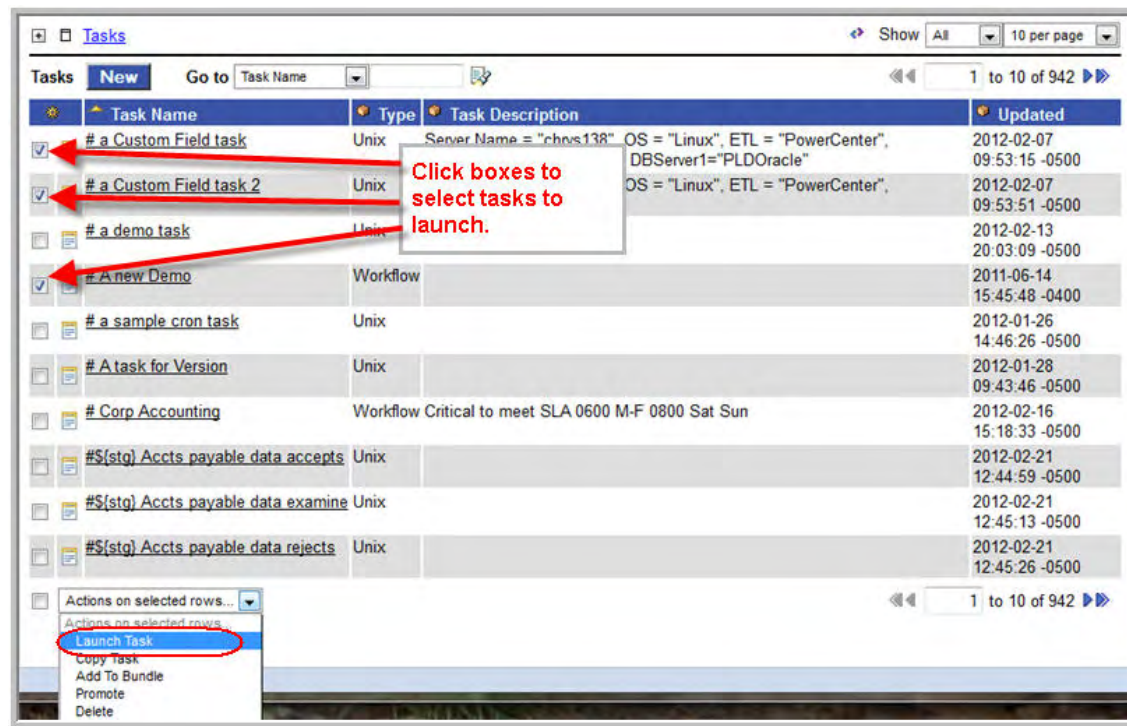 Tasks Show All 10 per page
Tasks New Go to Task Name 1 to 10 of 942
Task Name Type Task Description Updated
# a Custom Field task Unix Server Name = "chrys138" OS = "Linux", ETL = "PowerCenter", 2012-02-07
DBServer1="PLDOracle" 09:53:15 -0500
# a Custom Field task 2 Unix OS = "Linux", ETL = "PowerCenter", 2012-02-07
09:53:51 -0500
Click boxes to
select tasks to
launch.
# a demo task Unix 2012-02-13
20:03:09 -0500
# A new Demo Workflow 2011-06-14
15:45:48 -0400
# a sample cron task Unix 2012-01-26
14:46:26 -0500
# A task for Version Unix 2012-01-28
09:43:46 -0500
# Corp Accounting Workflow Critical to meet SLA 0600 M-F 0800 Sat Sun 2012-02-16
15:18:33 -0500
#${stg} Accts payable data accepts Unix 2012-02-21
12:44:59 -0500
#${stg} Accts payable data examine Unix 2012-02-21
12:45:13 -0500
#${stg} Accts payable data rejects Unix 2012-02-21
12:45:26 -0500
Actions on selected rows... 1 to 10 of 942
Actions on selected rows...
Launch Task
Copy Task
Add To Bundle
Promote
Delete